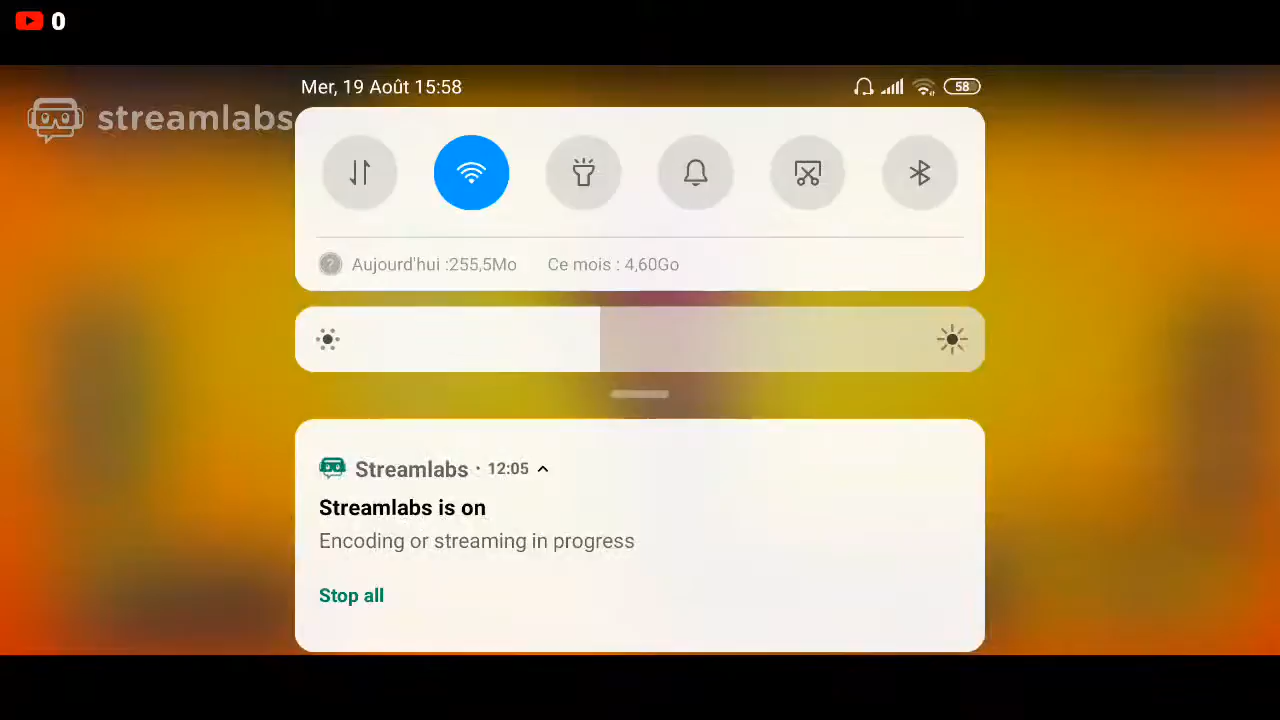 0
Mer, 19 Août 15:58
58
streamlabs
Aujourd'hui :255,5Mo Ce mois : 4,60Go
Streamlabs · 12:05
Streamlabs is on
Encoding or streaming in progress
Stop all